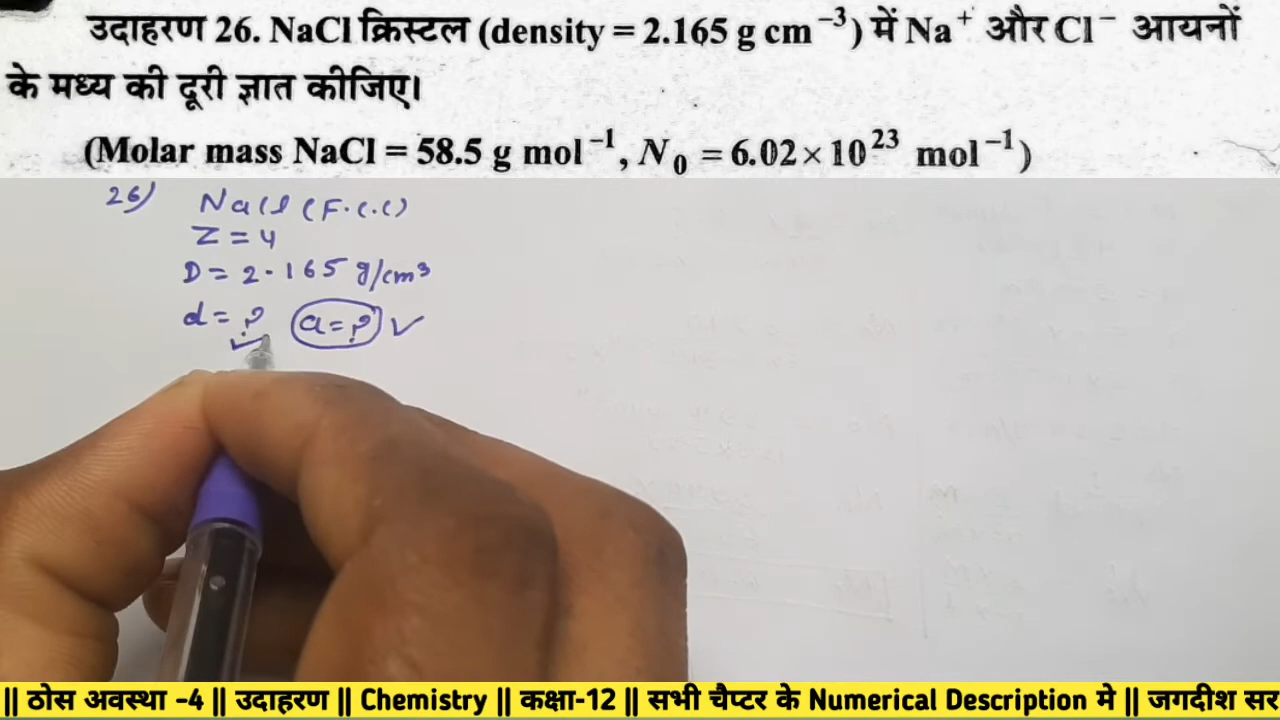 उदाहरण 26. NaCl क्रिस्टल (density = 2.165 g cm⁻³) में Na⁺ और Cl⁻ आयनों
के मध्य की दूरी ज्ञात कीजिए।
(Molar mass NaCl = 58.5 g mol⁻¹, N₀ = 6.02 × 10²³ mol⁻¹)
26) NaCl (F.C.C)
Z = 4
D = 2.165 g/cm³
d = ? a = ? ✓
|| ठोस अवस्था -4 || उदाहरण || Chemistry || कक्षा-12 || सभी चैप्टर के Numerical Description मे || जगदीश सर